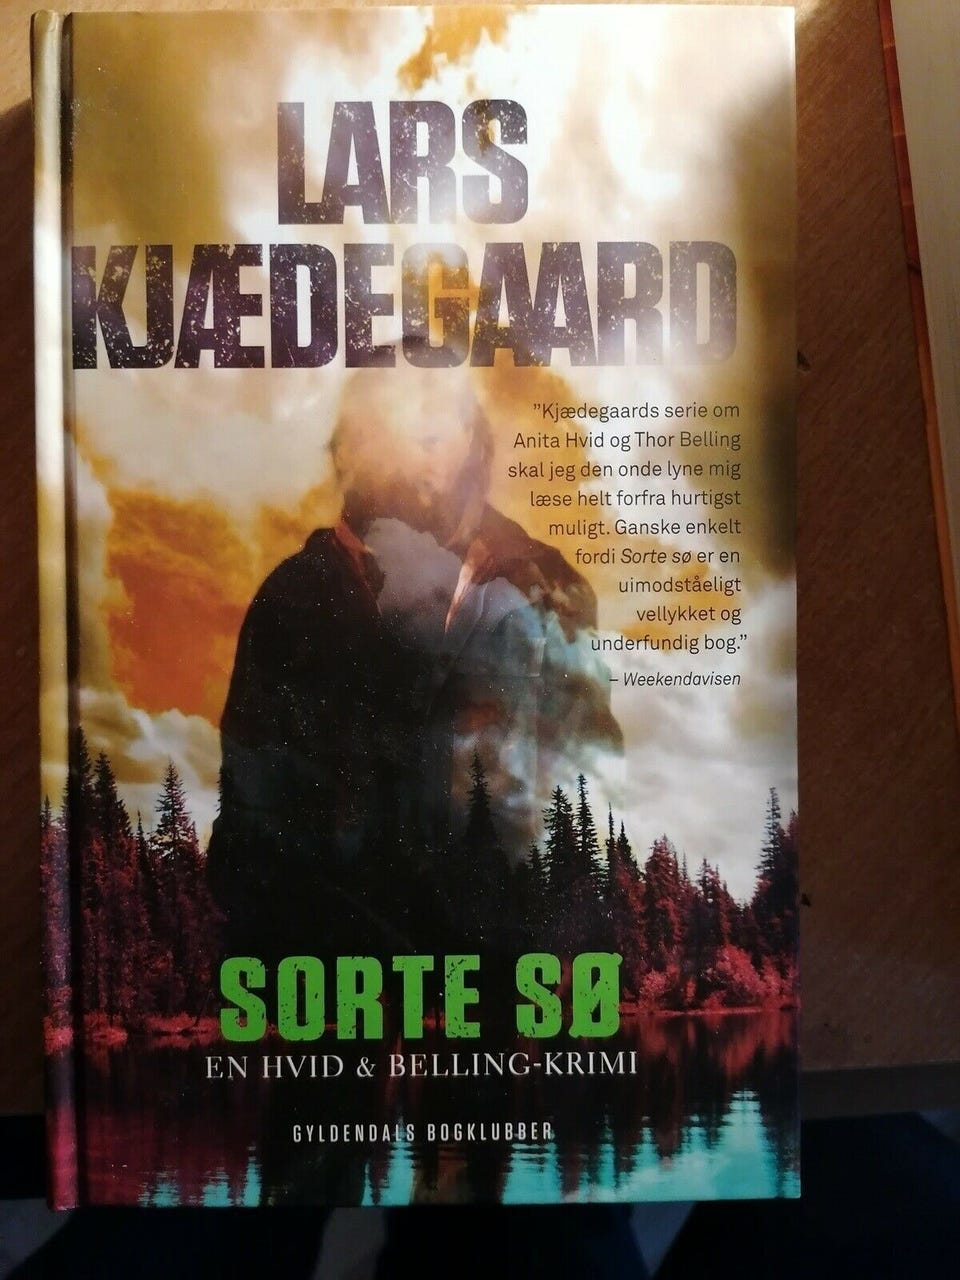 LARS
KJÆDEGAARD
”Kjædegaards serie om
Anita Hvid og Thor Belling
skal jeg den onde lyne mig
læse helt forfra hurtigst
muligt. Ganske enkelt
fordi Sorte sø er en
uimodståeligt
vellykket og
underfundig bog.”
– Weekendavisen
SORTE SØ
EN HVID & BELLING-KRIMI
GYLDENDALS BOGKLUBBER